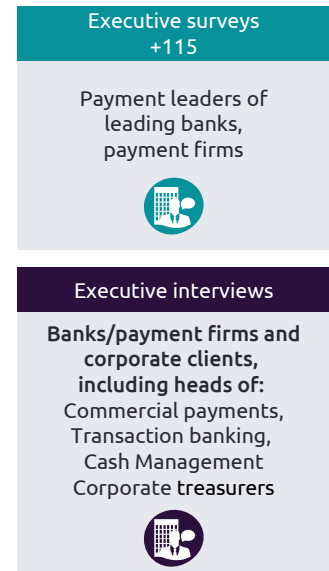 Executive surveys
+115
Payment leaders of
leading banks,
payment firms
Executive interviews
Banks/payment firms and
corporate clients,
including heads of:
Commercial payments,
Transaction banking,
Cash Management
Corporate treasurers